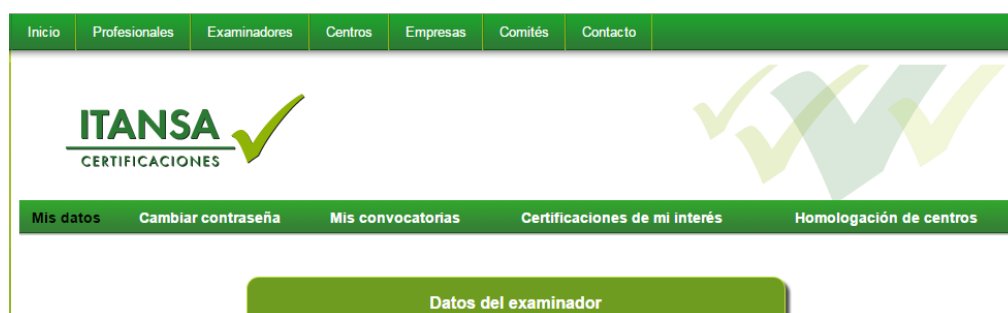 Inicio Profesionales Examinadores Centros Empresas Comités Contacto
ITANSA
CERTIFICACIONES
Mis datos Cambiar contraseña Mis convocatorias Certificaciones de mi interés Homologación de centros
Datos del examinador